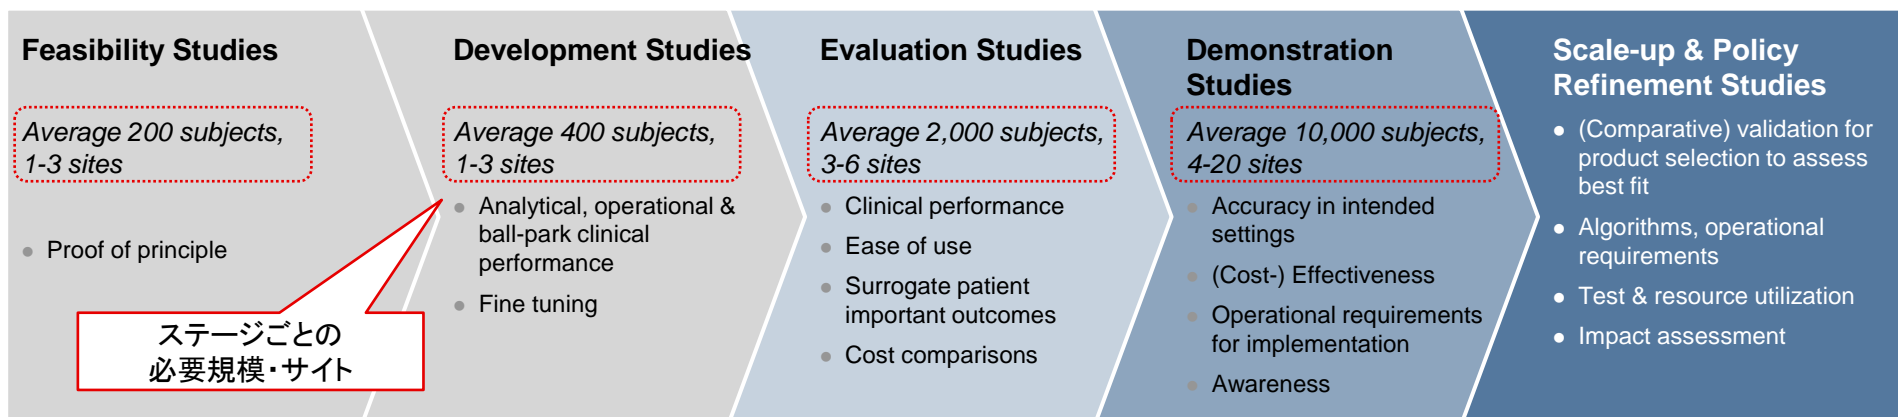 Feasibility Studies
Average 200 subjects,
1-3 sites
Proof of principle
ステージごとの
必要規模・サイト
Development Studies
Average 400 subjects,
1-3 sites
Analytical, operational &
ball-park clinical
performance
Fine tuning
Evaluation Studies
Average 2,000 subjects,
3-6 sites
Clinical performance
Ease of use
Surrogate patient
important outcomes
Cost comparisons
Demonstration
Studies
Average 10,000 subjects,
4-20 sites
Accuracy in intended
settings
(Cost-) Effectiveness
Operational requirements
for implementation
Awareness
Scale-up & Policy
Refinement Studies
(Comparative) validation for
product selection to assess
best fit
Algorithms, operational
requirements
Test & resource utilization
Impact assessment